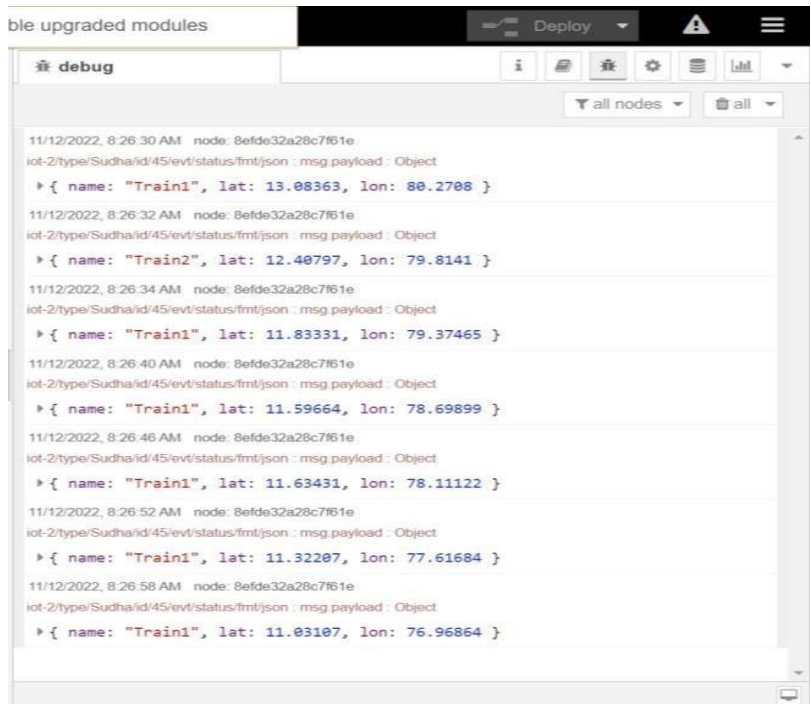 ble upgraded modules
Deploy
debug
i
all nodes
all
11/12/2022, 8:26:30 AM node: 8efde32a28c7f61e
iot-2/type/Sudha/id/45/evt/status/fmt/json : msg.payload : Object
{ name: "Train1", lat: 13.08363, lon: 80.2708 }
11/12/2022, 8:26:32 AM node: 8efde32a28c7f61e
iot-2/type/Sudha/id/45/evt/status/fmt/json : msg.payload : Object
{ name: "Train2", lat: 12.40797, lon: 79.8141 }
11/12/2022, 8:26:34 AM node: 8efde32a28c7f61e
iot-2/type/Sudha/id/45/evt/status/fmt/json : msg.payload : Object
{ name: "Train1", lat: 11.83331, lon: 79.37465 }
11/12/2022, 8:26:40 AM node: 8efde32a28c7f61e
iot-2/type/Sudha/id/45/evt/status/fmt/json : msg.payload : Object
{ name: "Train1", lat: 11.59664, lon: 78.69899 }
11/12/2022, 8:26:46 AM node: 8efde32a28c7f61e
iot-2/type/Sudha/id/45/evt/status/fmt/json : msg.payload : Object
{ name: "Train1", lat: 11.63431, lon: 78.11122 }
11/12/2022, 8:26:52 AM node: 8efde32a28c7f61e
iot-2/type/Sudha/id/45/evt/status/fmt/json : msg.payload : Object
{ name: "Train1", lat: 11.32207, lon: 77.61684 }
11/12/2022, 8:26:58 AM node: 8efde32a28c7f61e
iot-2/type/Sudha/id/45/evt/status/fmt/json : msg.payload : Object
{ name: "Train1", lat: 11.03107, lon: 76.96864 }